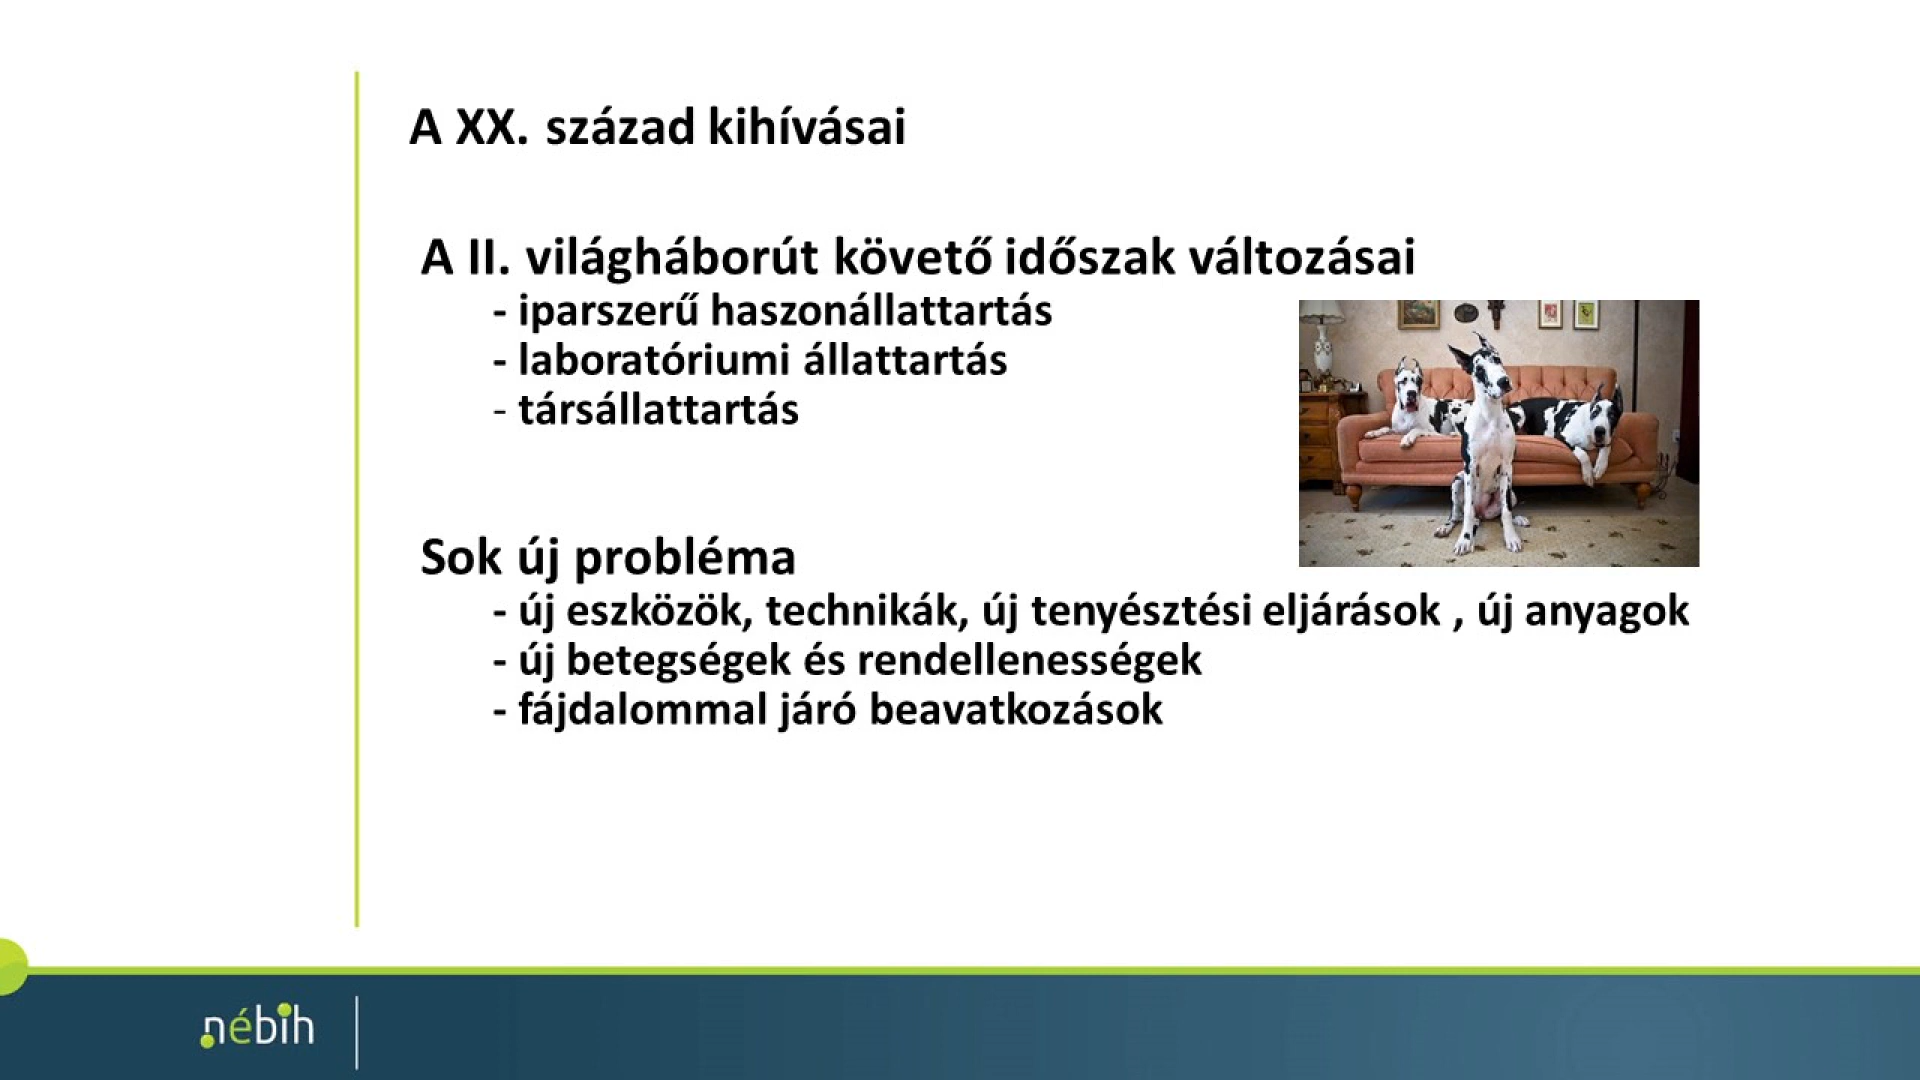 A XX. század kihívásai
A II. világháborút követő időszak változásai
- iparszerű haszonállattartás
- laboratóriumi állattartás
- társállattartás
Sok új probléma
- új eszközök, technikák, új tenyésztési eljárások , új anyagok
- új betegségek és rendellenességek
- fájdalommal járó beavatkozások
nébih